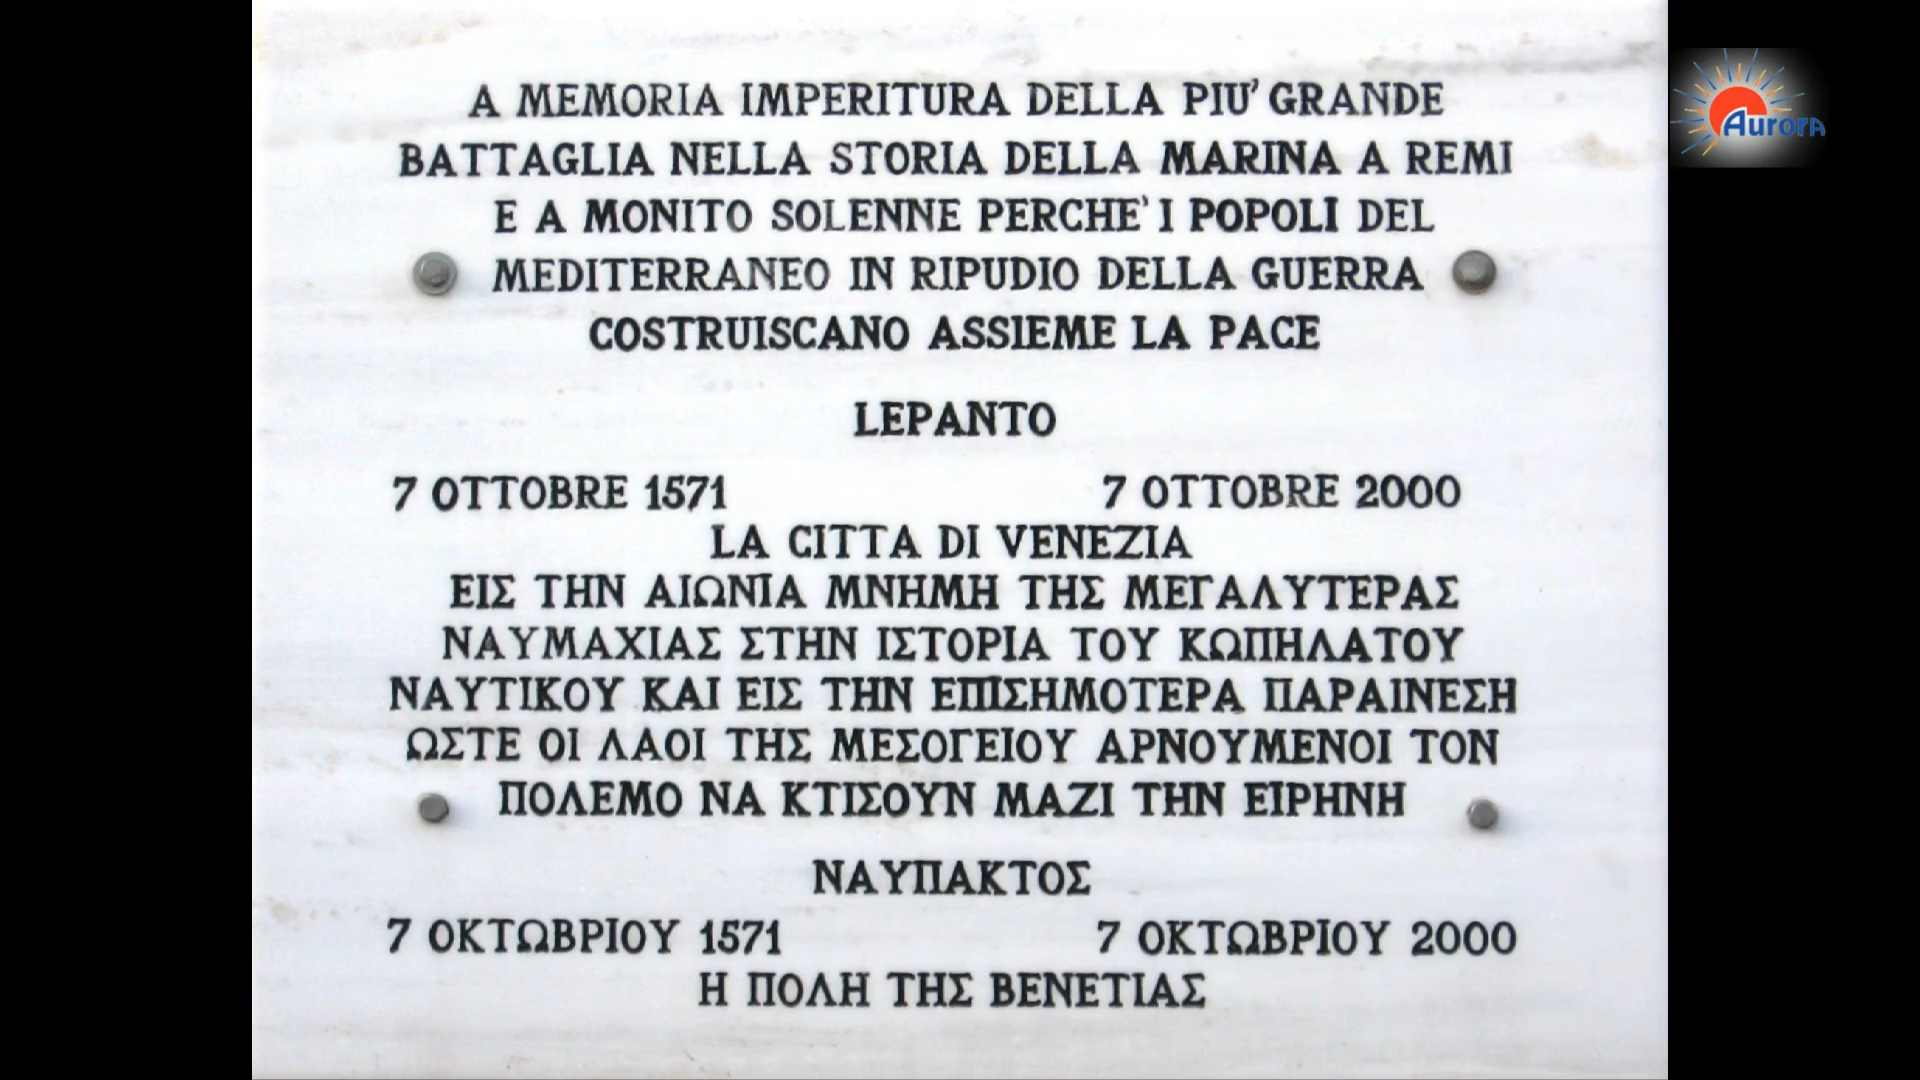 A MEMORIA IMPERITURA DELLA PIU' GRANDE
BATTAGLIA NELLA STORIA DELLA MARINA A REMI
E A MONITO SOLENNE PERCHE' I POPOLI DEL
MEDITERRANEO IN RIPUDIO DELLA GUERRA
COSTRUISCANO ASSIEME LA PACE
LEPANTO
7 OTTOBRE 1571 7 OTTOBRE 2000
LA CITTA DI VENEZIA
ΕΙΣ ΤΗΝ ΑΙΩΝΙΑ ΜΝΗΜΗ ΤΗΣ ΜΕΓΑΛΥΤΕΡΑΣ
ΝΑΥΜΑΧΙΑΣ ΣΤΗΝ ΙΣΤΟΡΙΑ ΤΟΥ ΚΩΠΗΛΑΤΟΥ
ΝΑΥΤΙΚΟΥ ΚΑΙ ΕΙΣ ΤΗΝ ΕΠΙΣΗΜΟΤΕΡΑ ΠΑΡΑΙΝΕΣΗ
ΩΣΤΕ ΟΙ ΛΑΟΙ ΤΗΣ ΜΕΣΟΓΕΙΟΥ ΑΡΝΟΥΜΕΝΟΙ ΤΟΝ
ΠΟΛΕΜΟ ΝΑ ΚΤΙΣΟΥΝ ΜΑΖΙ ΤΗΝ ΕΙΡΗΝΗ
ΝΑΥΠΑΚΤΟΣ
7 ΟΚΤΩΒΡΙΟΥ 1571 7 ΟΚΤΩΒΡΙΟΥ 2000
Η ΠΟΛΗ ΤΗΣ ΒΕΝΕΤΙΑΣ
Aurora